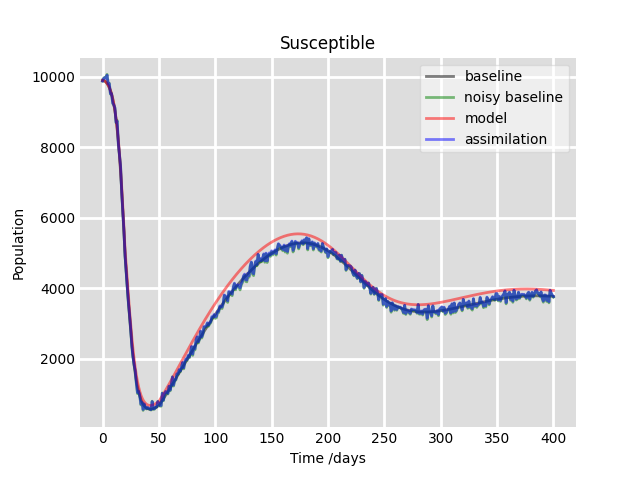 Susceptible
baseline
noisy baseline
model
assimilation
Population
10000
8000
6000
4000
2000
0 50 100 150 200 250 300 350 400
Time /days